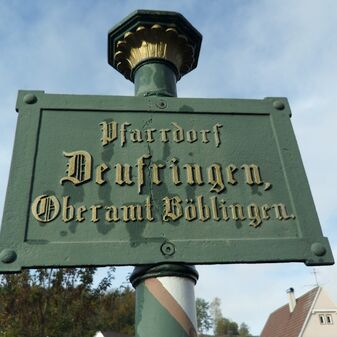 Pfarrdorf
Deufringen,
Oberamt Böblingen.